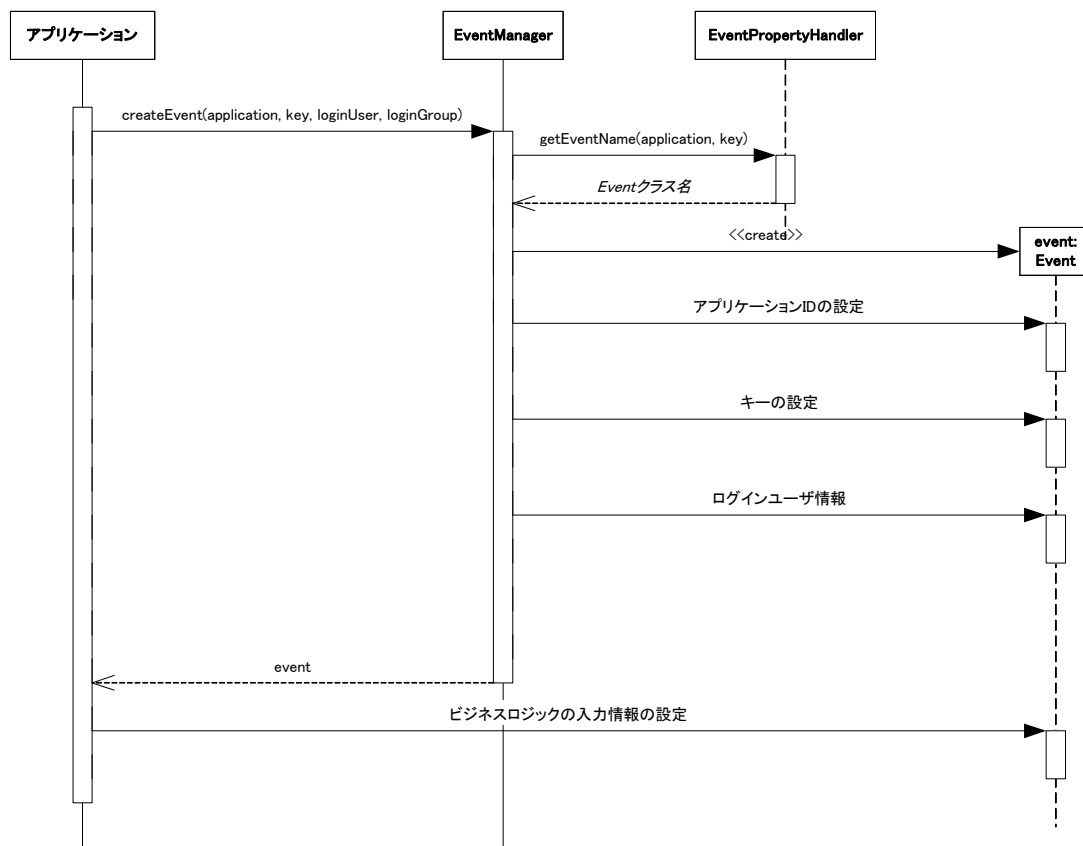 アプリケーション
EventManager
EventPropertyHandler
createEvent(application, key, loginUser, loginGroup)
getEventName(application, key)
Eventクラス名
<<create>>
event:
Event
アプリケーションIDの設定
キーの設定
ログインユーザ情報
event
ビジネスロジックの入力情報の設定